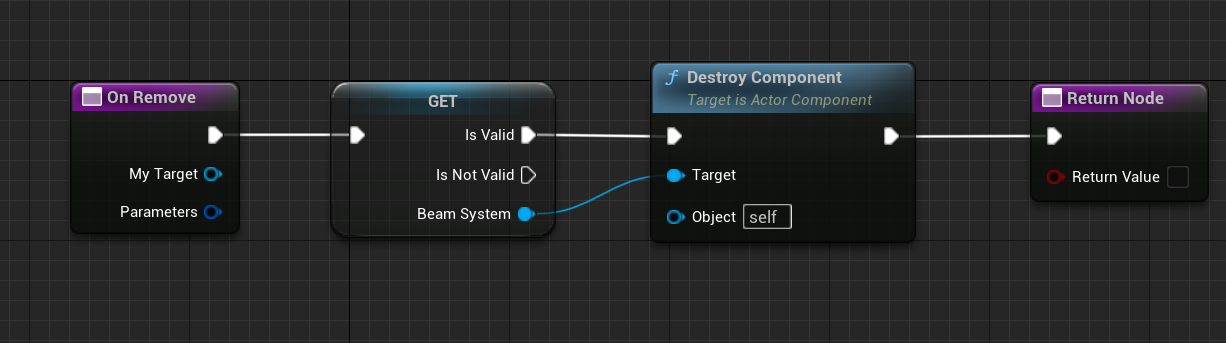 On Remove
My Target
Parameters
GET
Is Valid
Is Not Valid
Beam System
f Destroy Component
Target is Actor Component
Target
Object self
Return Node
Return Value